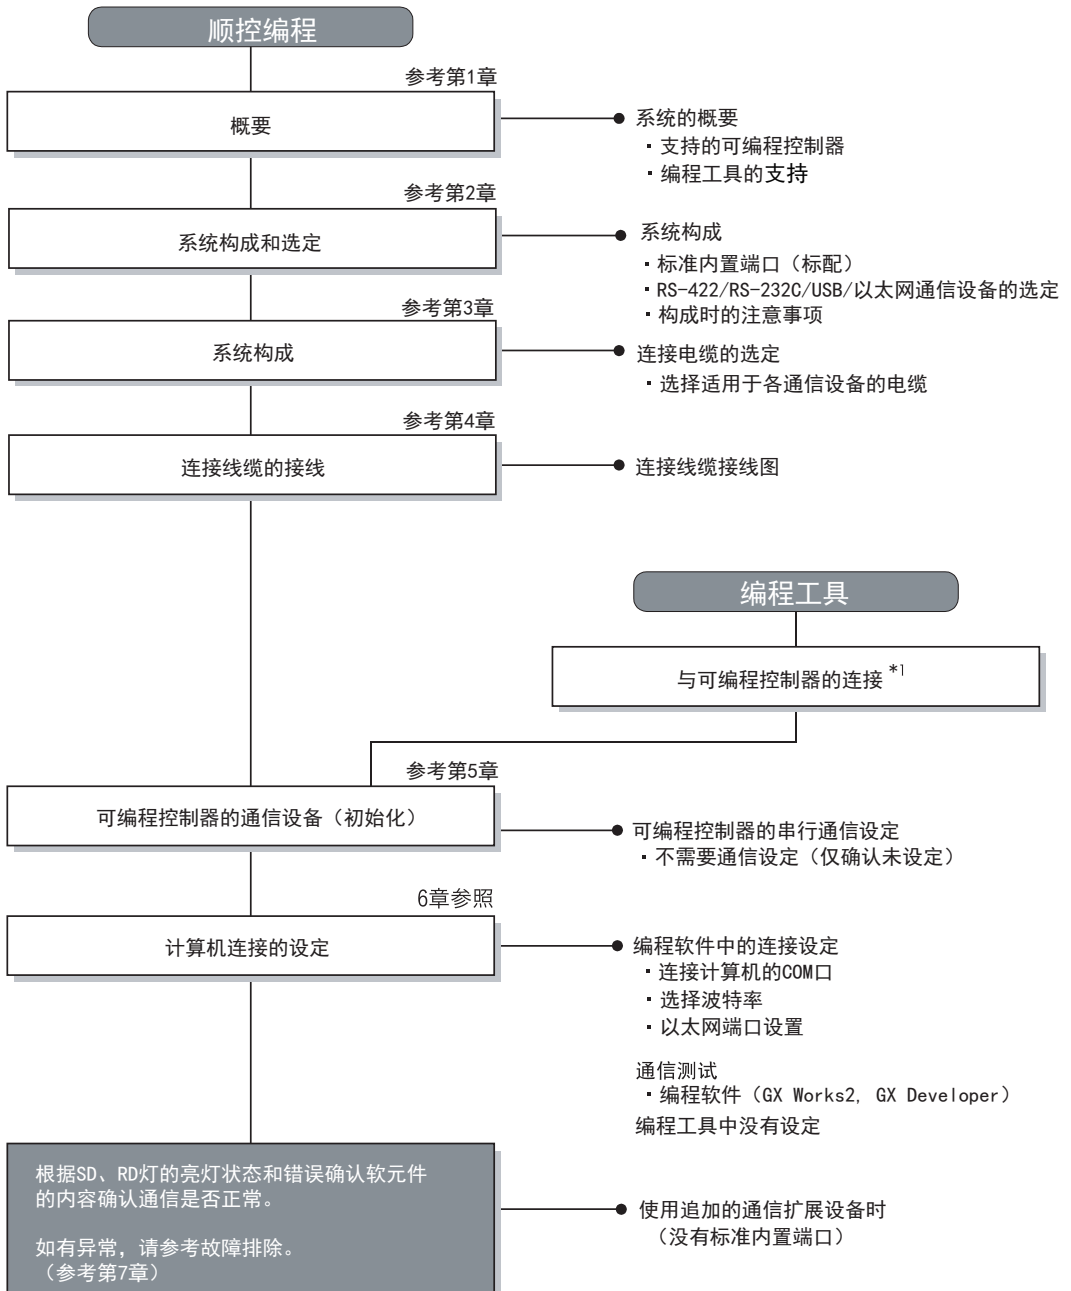 顺控编程
参考第1章
概要
系统的概要
・支持的可编程控制器
・编程工具的支持
参考第2章
系统构成和选定
系统构成
・标准内置端口（标配）
・RS-422/RS-232C/USB/以太网通信设备的选定
・构成时的注意事项
参考第3章
系统构成
连接电缆的选定
・选择适用于各通信设备的电缆
参考第4章
连接线缆的接线
连接线缆接线图
编程工具
与可编程控制器的连接 *1
参考第5章
可编程控制器的通信设备（初始化）
可编程控制器的串行通信设定
・不需要通信设定（仅确认未设定）
6章参照
计算机连接的设定
编程软件中的连接设定
・连接计算机的COM口
・选择波特率
・以太网端口设置
通信测试
・编程软件（GX Works2, GX Developer）
编程工具中没有设定
根据SD、RD灯的亮灯状态和错误确认软元件
的内容确认通信是否正常。
如有异常，请参考故障排除。
（参考第7章）
使用追加的通信扩展设备时
（没有标准内置端口）